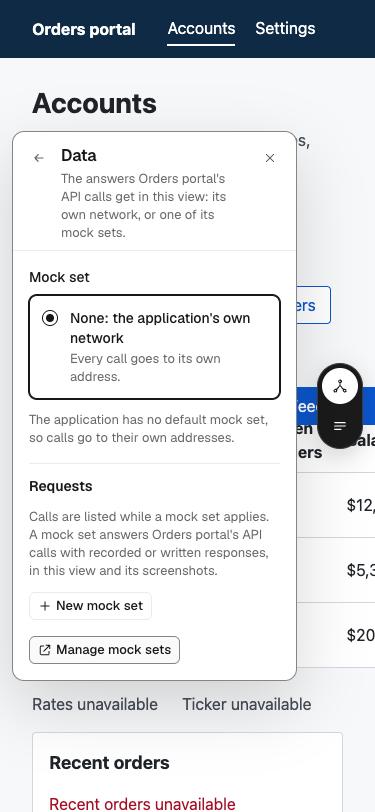 Orders portal
Accounts
Settings
Accounts
s,
Data
The answers Orders portal's
API calls get in this view: its
own network, or one of its
mock sets.
Mock set
None: the application's own
network
Every call goes to its own
address.
The application has no default mock set,
so calls go to their own addresses.
Requests
Calls are listed while a mock set applies.
A mock set answers Orders portal's API
calls with recorded or written responses,
in this view and its screenshots.
New mock set
Manage mock sets
$12,
$5,3
$20
Rates unavailable
Ticker unavailable
Recent orders
Recent orders unavailable